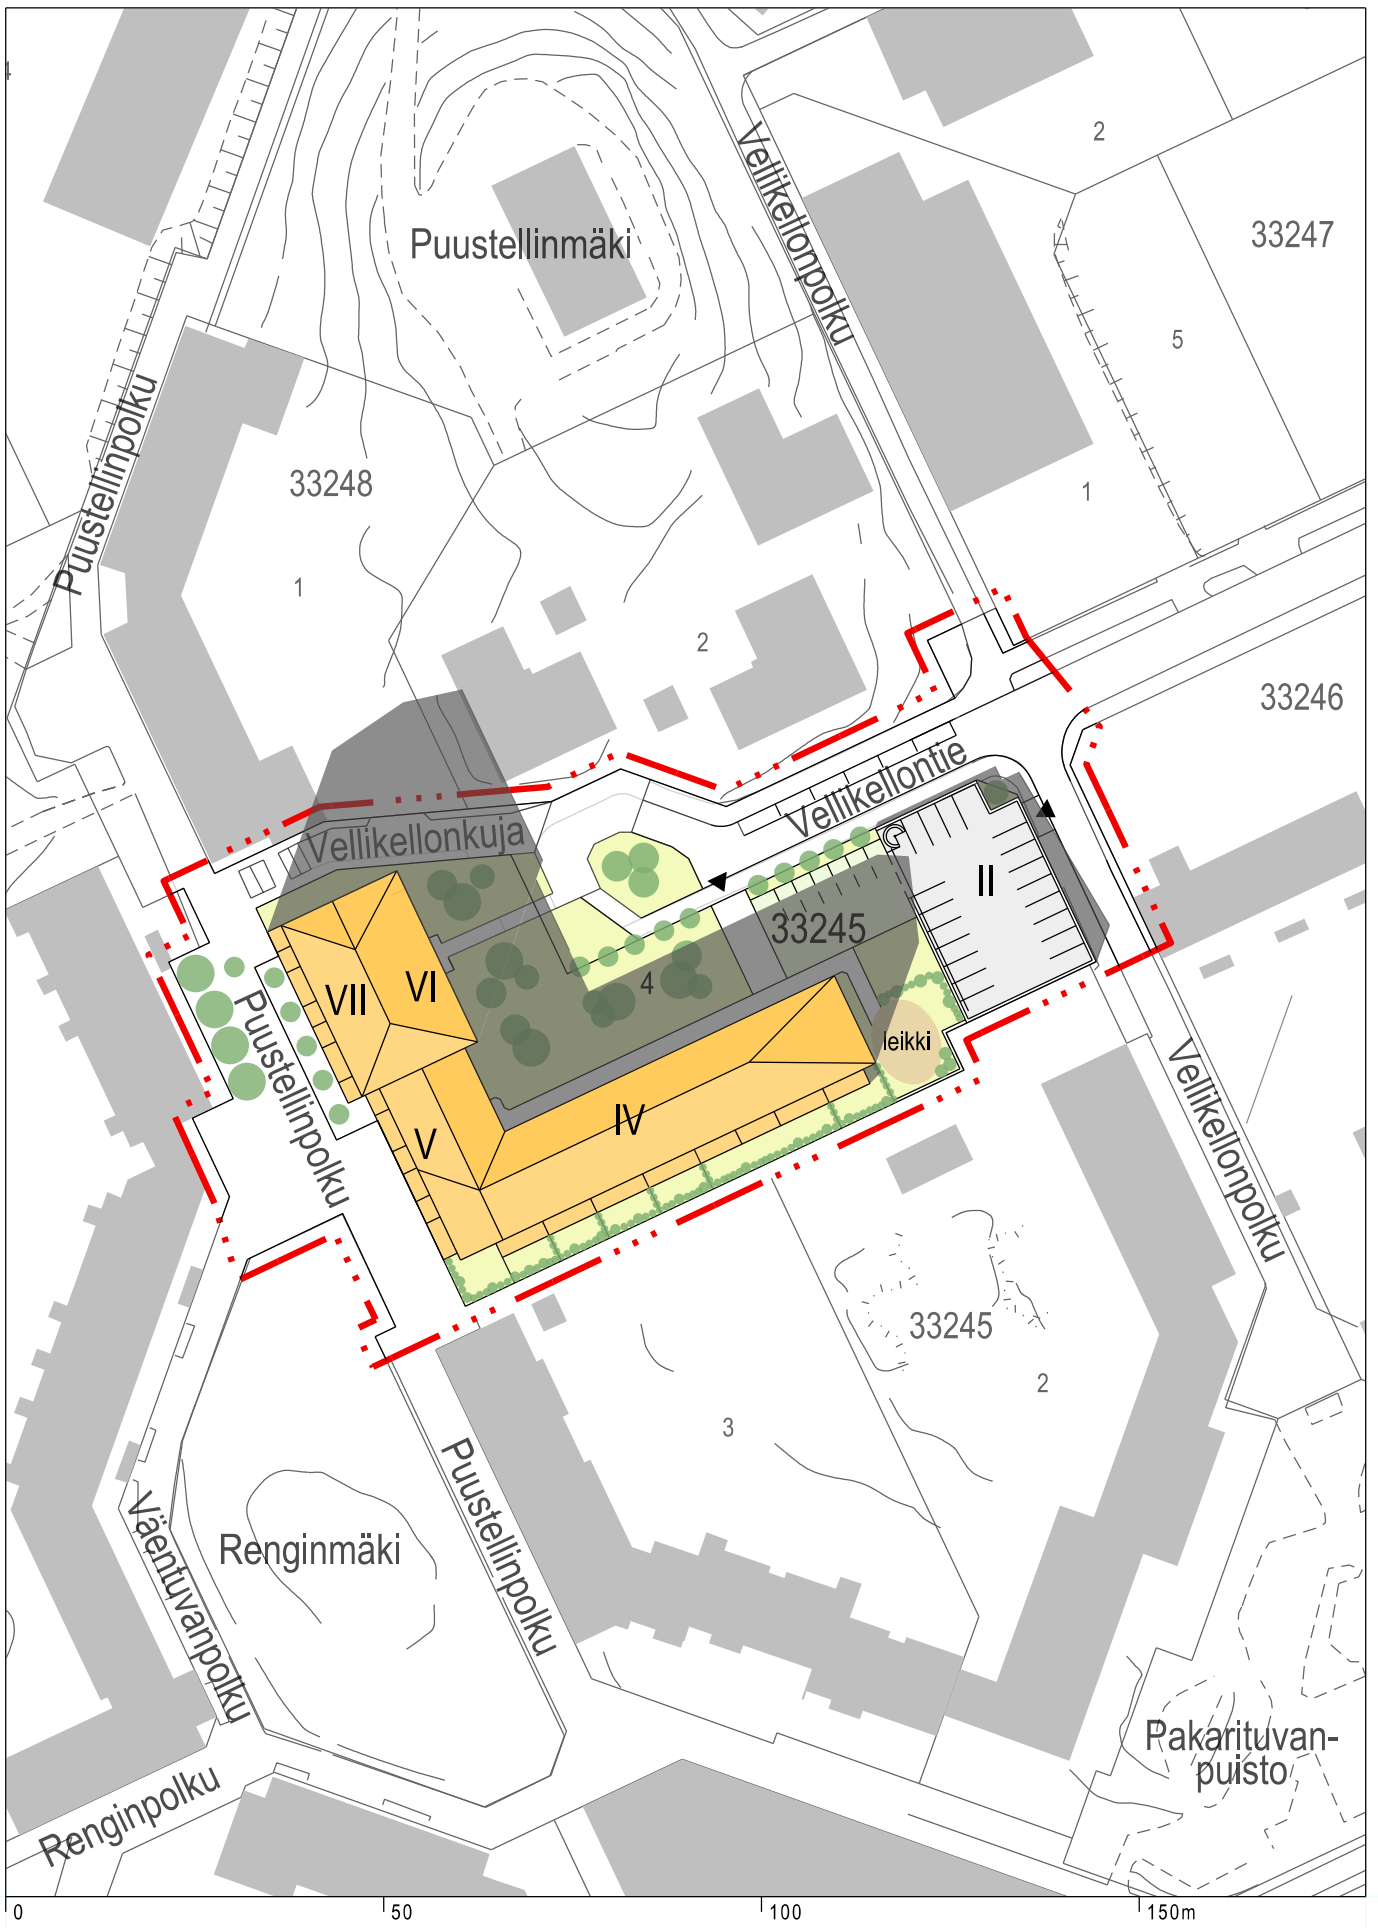 4
2
Vellikellonpolku
33247
Puustellinmäki
5
Puustellinpolku
33248
1
1
2
33246
Vellikellontie
Vellikellonkuja
II
33245
4
VII
VI
leikki
Puustellinpolku
IV
V
Vellikellonpolku
33245
2
3
Puustellinpolku
Väentuvanpolku
Renginmäki
Pakarituvan-
puisto
Renginpolku
0
50
100
150m